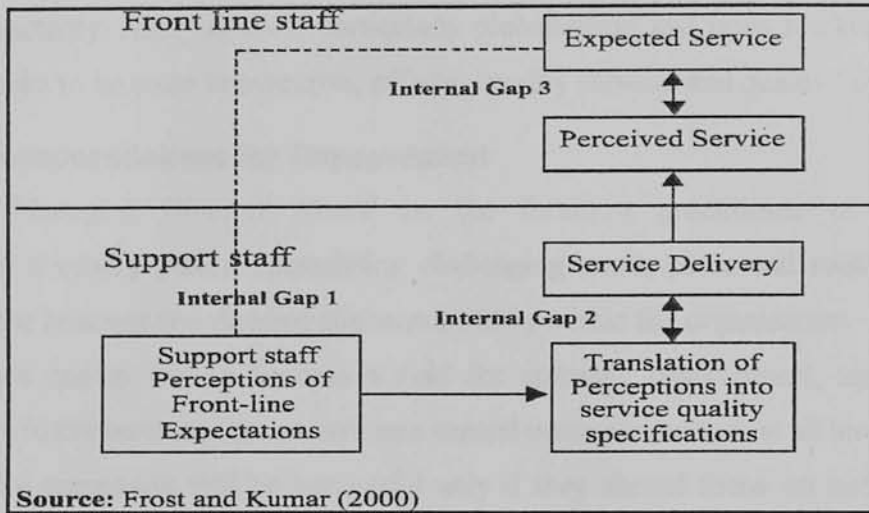 Front line staff
Expected Service
Internal Gap 3
Perceived Service
Support staff
Service Delivery
Internal Gap 1
Internal Gap 2
Support staff
Perceptions of
Front-line
Expectations
Translation of
Perceptions into
service quality
specifications
Source: Frost and Kumar (2000)